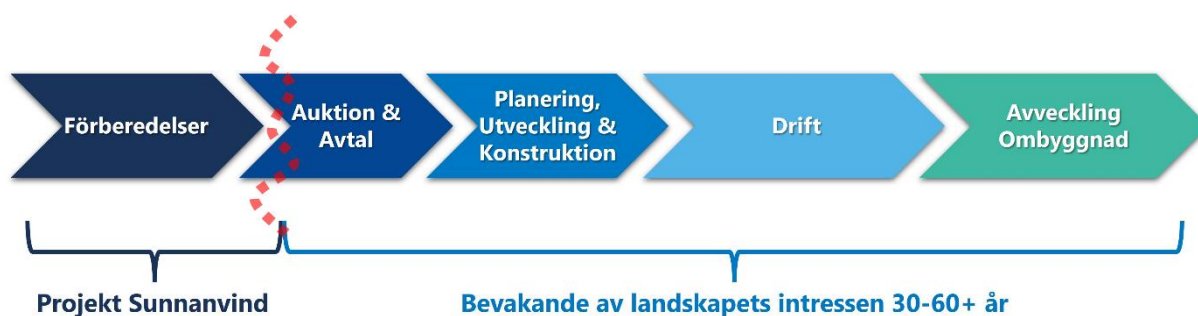 Förberedelser
Auktion &
Avtal
Planering,
Utveckling &
Konstruktion
Drift
Avveckling
Ombyggnad
Projekt Sunnanvind
Bevakande av landskapets intressen 30-60+ år